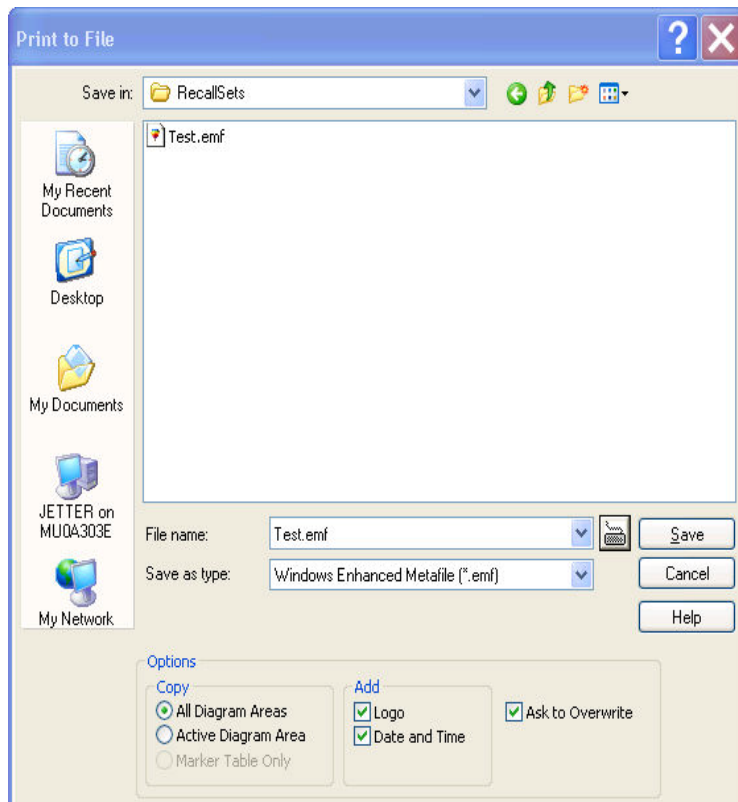 Print to File
Save in: RecallSets
Test.emf
My Recent
Documents
Desktop
My Documents
JETTER on
MU0A303E
My Network
File name: Test.emf Save
Save as type: Windows Enhanced Metafile (*.emf) Cancel
Help
Options
Copy
All Diagram Areas
Active Diagram Area
Marker Table Only
Add
Logo
Date and Time
Ask to Overwrite